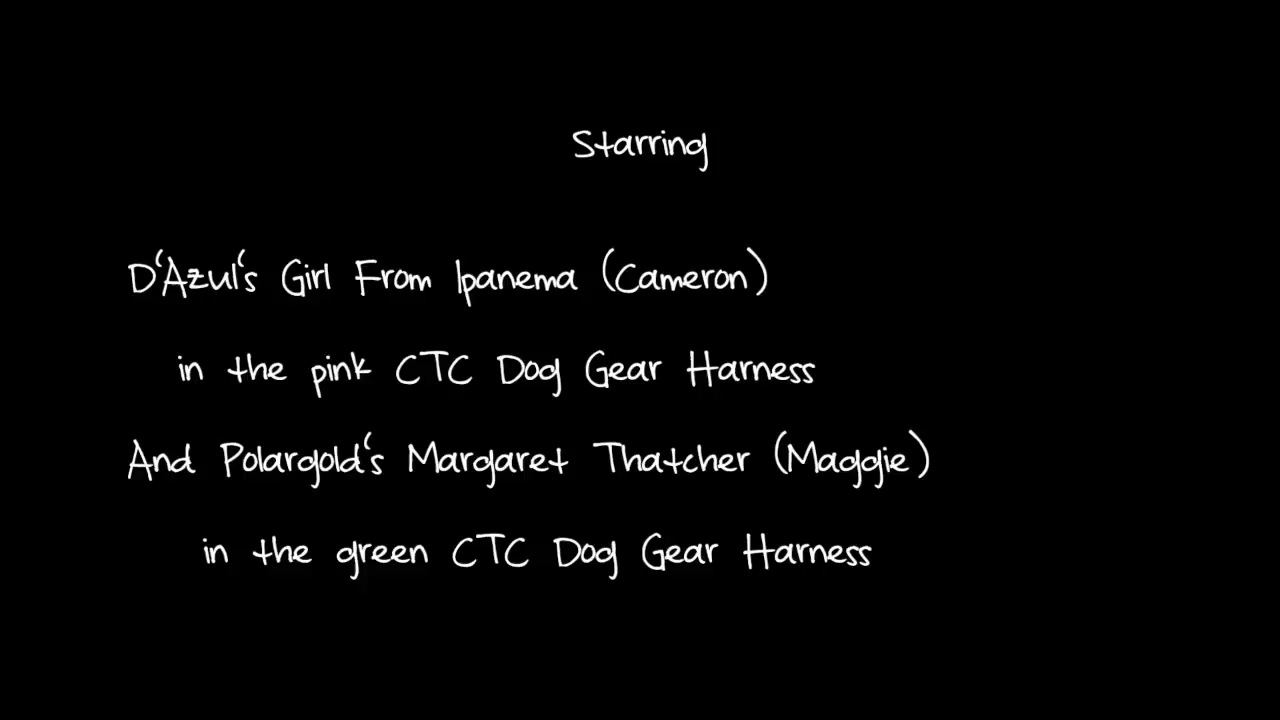 Starring
D'Azul's Girl From Ipanema (Cameron)
in the pink CTC Dog Gear Harness
And Polargold's Margaret Thatcher (Maggie)
in the green CTC Dog Gear Harness